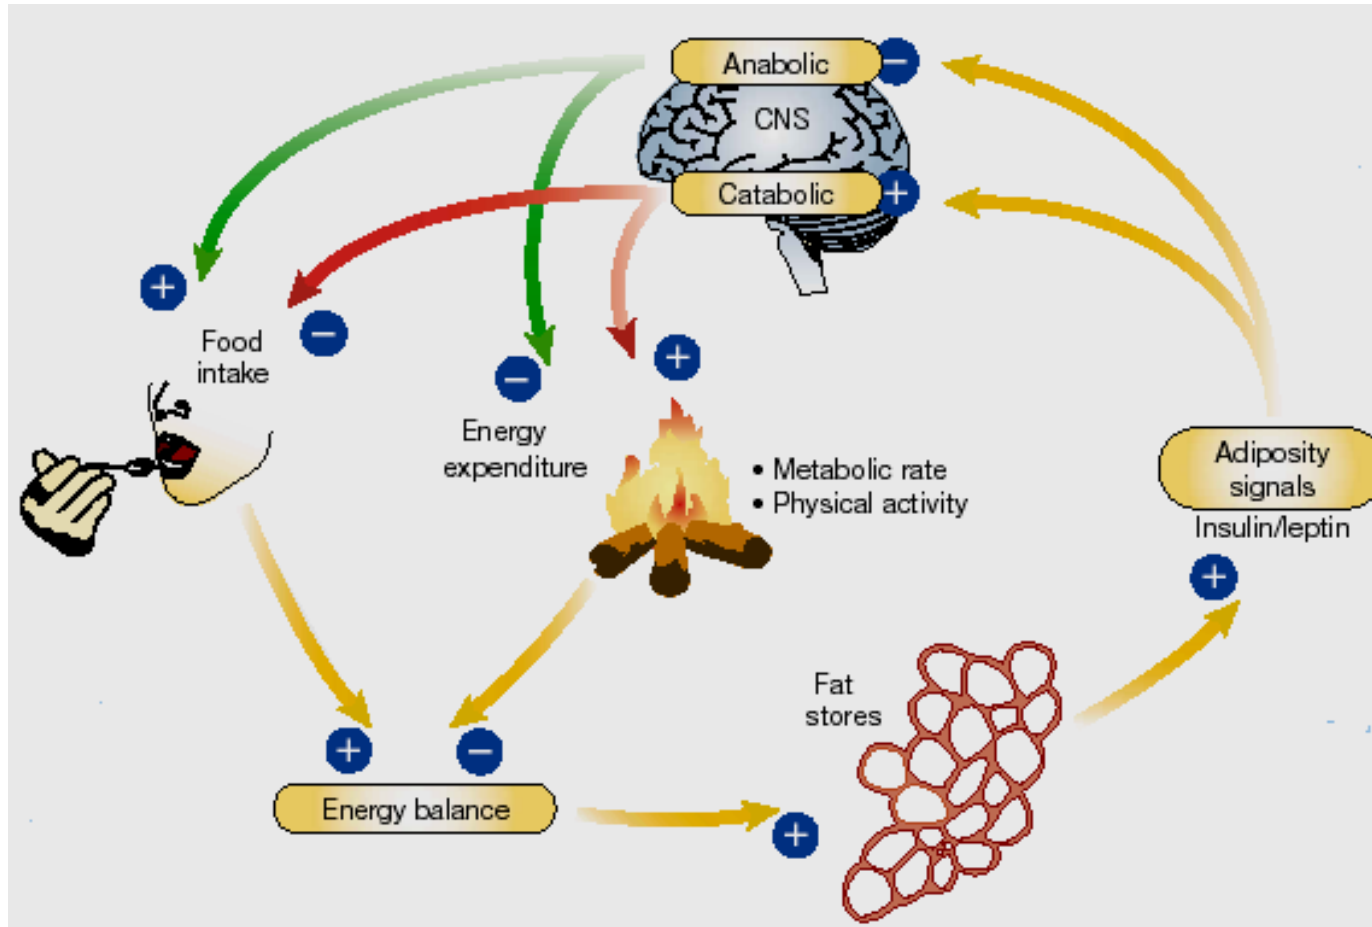 Anabolic
−
CNS
Catabolic
+
+
Food
intake
−
−
+
Energy
expenditure
• Metabolic rate
• Physical activity
Adiposity
signals
Insulin/leptin
+
Fat
stores
+
−
Energy balance
+